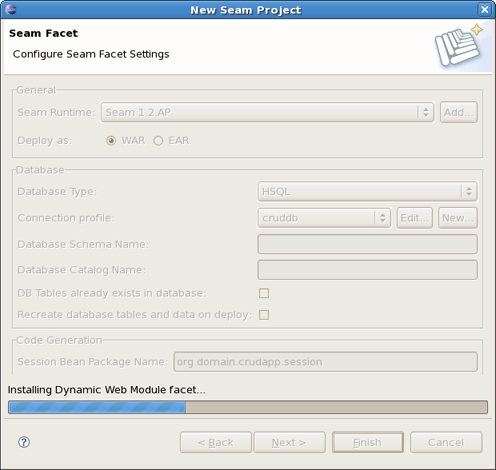 New Seam Project
Seam Facet
Configure Seam Facet Settings
General
Seam Runtime: Seam 1.2.AP Add...
Deploy as: WAR EAR
Database
Database Type: HSQL
Connection profile: cruddb Edit... New...
Database Schema Name:
Database Catalog Name:
DB Tables already exists in database:
Recreate database tables and data on deploy:
Code Generation
Session Bean Package Name: org.domain.crudapp.session
Installing Dynamic Web Module facet...
? < Back Next > Finish Cancel